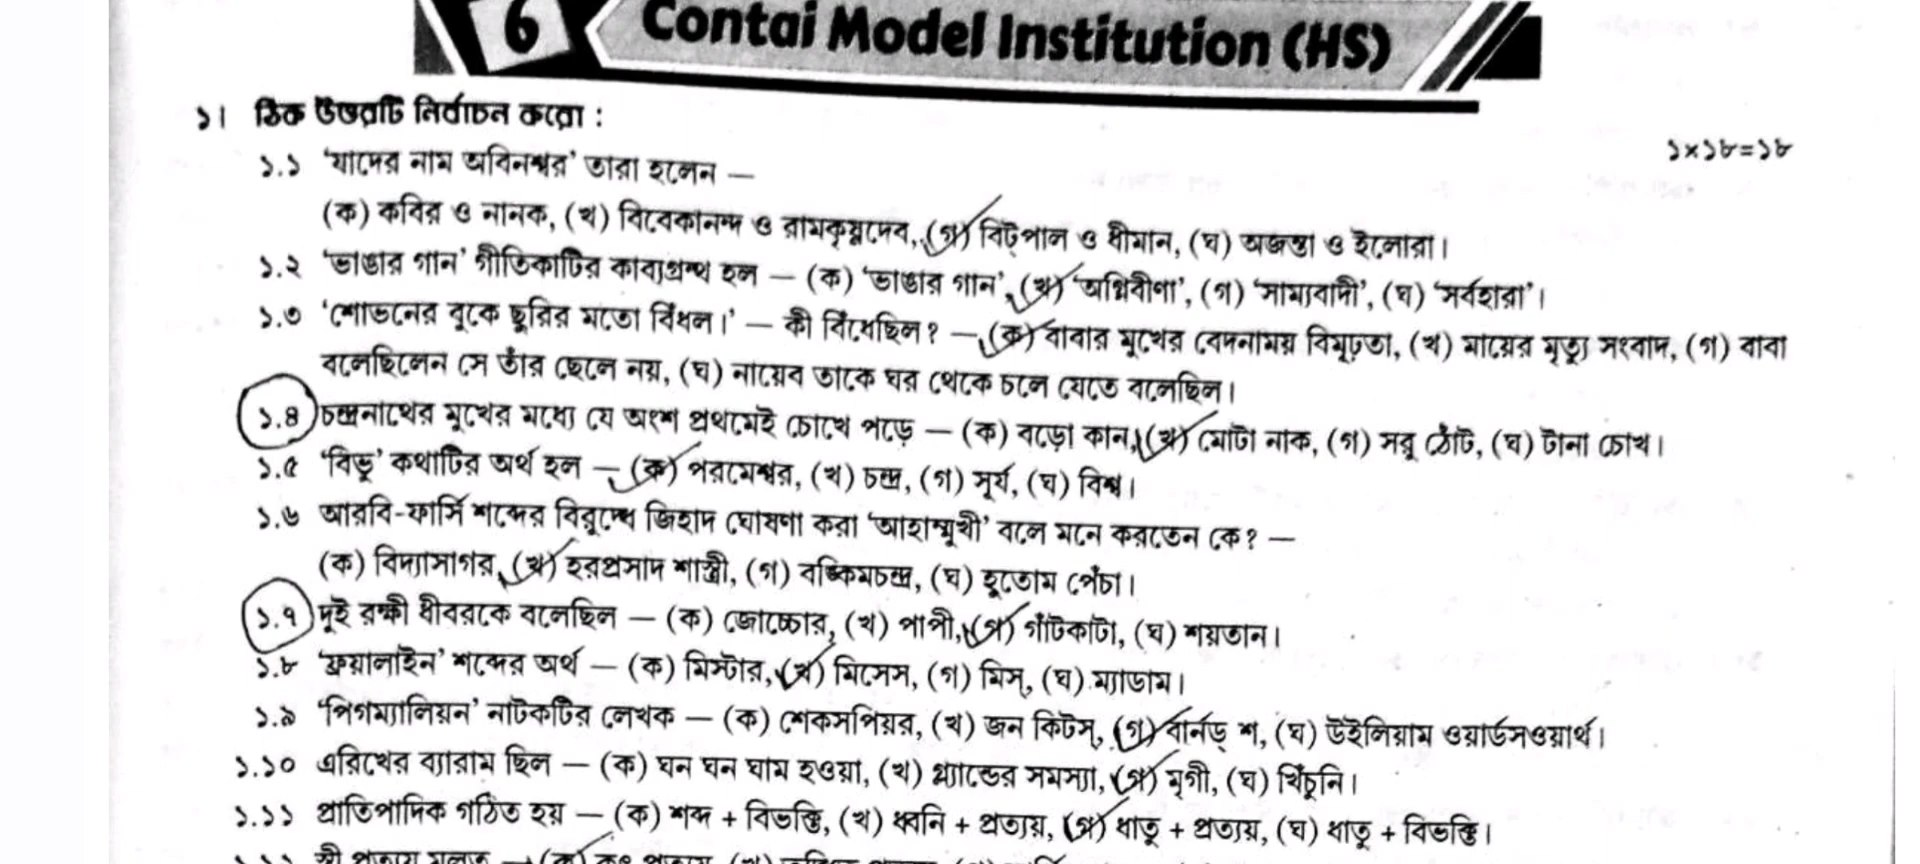 6 Contai Model Institution (HS)
১। ঠিক উত্তরটি নির্বাচন করো :
১×১৮=১৮
১.১ ‘যাদের নাম অবিনশ্বর’ তারা হলেন —
(ক) কবির ও নানক, (খ) বিবেকানন্দ ও রামকৃষ্ণদেব, (গ) বিট্‌পাল ও ধীমান, (ঘ) অজন্তা ও ইলোরা।
১.২ ‘ভাঙার গান’ গীতিকাটির কাব্যগ্রন্থ হল — (ক) ‘ভাঙার গান’, (খ) ‘অগ্নিবীণা’, (গ) ‘সাম্যবাদী’, (ঘ) ‘সর্বহারা’।
১.৩ ‘শোভনের বুকে ছুরির মতো বিঁধল।’ — কী বিঁধেছিল? — (ক) বাবার মুখের বেদনাময় বিমূঢ়তা, (খ) মায়ের মৃত্যু সংবাদ, (গ) বাবা
বলেছিলেন সে তাঁর ছেলে নয়, (ঘ) নায়েব তাকে ঘর থেকে চলে যেতে বলেছিল।
১.৪ চন্দ্রনাথের মুখের মধ্যে যে অংশ প্রথমেই চোখে পড়ে — (ক) বড়ো কান, (খ) মোটা নাক, (গ) সরু ঠোঁট, (ঘ) টানা চোখ।
১.৫ ‘বিভু’ কথাটির অর্থ হল — (ক) পরমেশ্বর, (খ) চন্দ্র, (গ) সূর্য, (ঘ) বিশ্ব।
১.৬ আরবি-ফার্সি শব্দের বিরুদ্ধে জিহাদ ঘোষণা করা ‘আহাম্মুখী’ বলে মনে করতেন কে? —
(ক) বিদ্যাসাগর, (খ) হরপ্রসাদ শাস্ত্রী, (গ) বঙ্কিমচন্দ্র, (ঘ) হুতোম পেঁচা।
১.৭ দুই রক্ষী ধীবরকে বলেছিল — (ক) জোচ্চোর, (খ) পাপী, (গ) গাঁটকাটা, (ঘ) শয়তান।
১.৮ ‘ফ্রয়ালাইন’ শব্দের অর্থ — (ক) মিস্টার, (খ) মিসেস, (গ) মিস্, (ঘ) ম্যাডাম।
১.৯ ‘পিগম্যালিয়ন’ নাটকটির লেখক — (ক) শেকসপিয়র, (খ) জন কিটস্, (গ) বার্নড্ শ, (ঘ) উইলিয়াম ওয়ার্ডসওয়ার্থ।
১.১০ এরিখের ব্যারাম ছিল — (ক) ঘন ঘন ঘাম হওয়া, (খ) গ্ল্যান্ডের সমস্যা, (গ) মৃগী, (ঘ) খিঁচুনি।
১.১১ প্রাতিপাদিক গঠিত হয় — (ক) শব্দ + বিভক্তি, (খ) ধ্বনি + প্রত্যয়, (গ) ধাতু + প্রত্যয়, (ঘ) ধাতু + বিভক্তি।